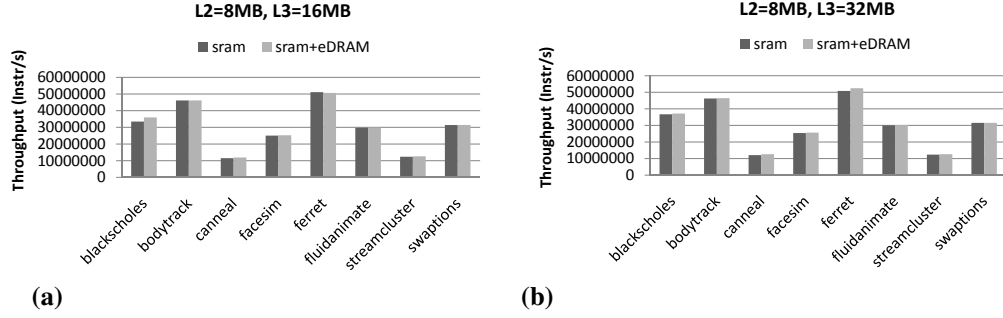 L2=8MB, L3=16MB
sram sram+eDRAM
Throughput (Instr/s)
60000000
50000000
40000000
30000000
20000000
10000000
0
blackscholes
bodytrack
canneal
facesim
ferret
fluidanimate
streamcluster
swaptions
(a)
L2=8MB, L3=32MB
sram sram+eDRAM
Throughput (Instr/s)
60000000
50000000
40000000
30000000
20000000
10000000
0
blackscholes
bodytrack
canneal
facesim
ferret
fluidanimate
streamcluster
swaptions
(b)